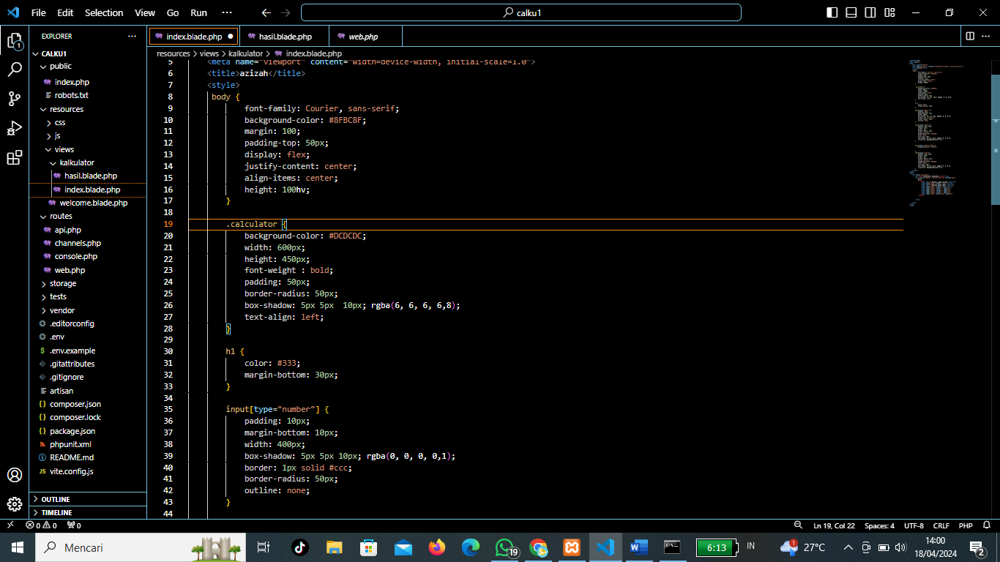 File Edit Selection View Go Run ··· calku1
EXPLORER ···
index.blade.php hasil.blade.php web.php ···
1
CALKU1
public
index.php
robots.txt
resources
css
js
views
kalkulator
hasil.blade.php
index.blade.php
welcome.blade.php
routes
api.php
channels.php
console.php
web.php
storage
tests
vendor
.editorconfig
.env
$ .env.example
.gitattributes
.gitignore
artisan
{} composer.json
{} composer.lock
{} package.json
phpunit.xml
README.md
JS vite.config.js
OUTLINE
TIMELINE
resources > views > kalkulator > index.blade.php
5 <meta name="viewport" content="width=device-width, initial-scale=1.0">
6 <title>azizah</title>
7 <style>
8 body {
9 font-family: Courier, sans-serif;
10 background-color: #8FBC8F;
11 margin: 100;
12 padding-top: 50px;
13 display: flex;
14 justify-content: center;
15 align-items: center;
16 height: 100hv;
17 }
18
19 .calculator {
20 background-color: #DCDCDC;
21 width: 600px;
22 height: 450px;
23 font-weight : bold;
24 padding: 50px;
25 border-radius: 50px;
26 box-shadow: 5px 5px  10px; rgba(6, 6, 6, 6,8);
27 text-align: left;
28 }
29
30 h1 {
31 color: #333;
32 margin-bottom: 30px;
33 }
34
35 input[type="number"] {
36 padding: 10px;
37 margin-bottom: 10px;
38 width: 400px;
39 box-shadow: 5px 5px 10px; rgba(0, 0, 0, 0,1);
40 border: 1px solid #ccc;
41 border-radius: 50px;
42 outline: none;
43 }
44
0 0 0 Ln 19, Col 22 Spaces: 4 UTF-8 CRLF PHP
Mencari 19 6:13 IN 1 27°C 14:00
18/04/2024 2